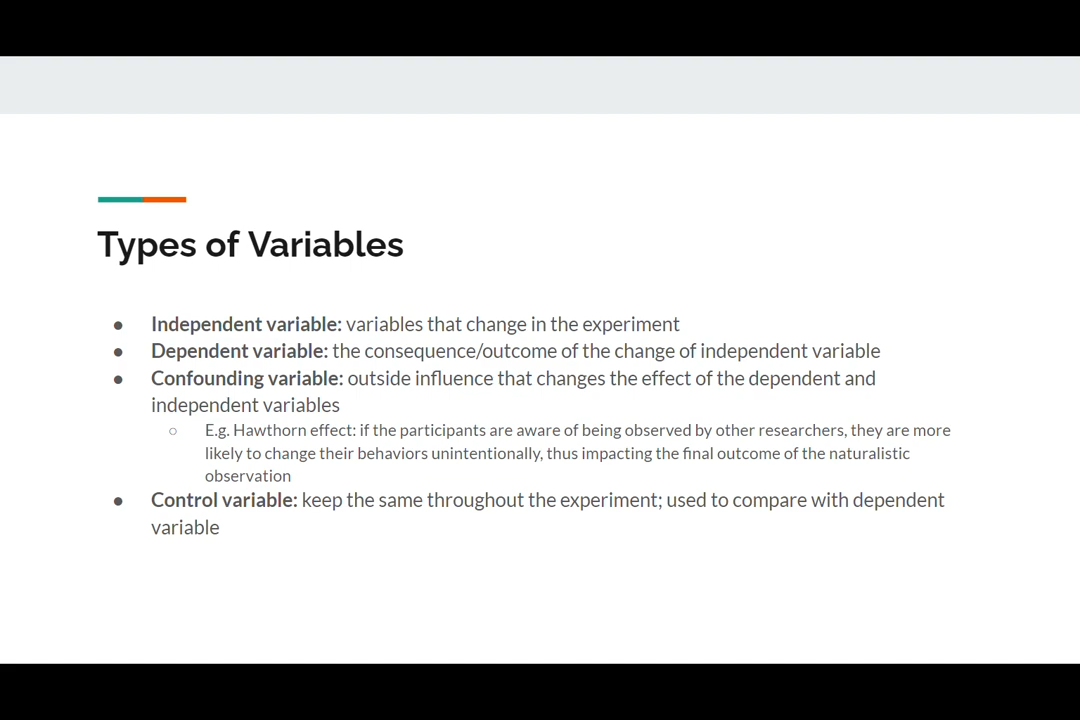 Types of Variables
● Independent variable: variables that change in the experiment
● Dependent variable: the consequence/outcome of the change of independent variable
● Confounding variable: outside influence that changes the effect of the dependent and
independent variables
○ E.g. Hawthorn effect: if the participants are aware of being observed by other researchers, they are more
likely to change their behaviors unintentionally, thus impacting the final outcome of the naturalistic
observation
● Control variable: keep the same throughout the experiment; used to compare with dependent
variable